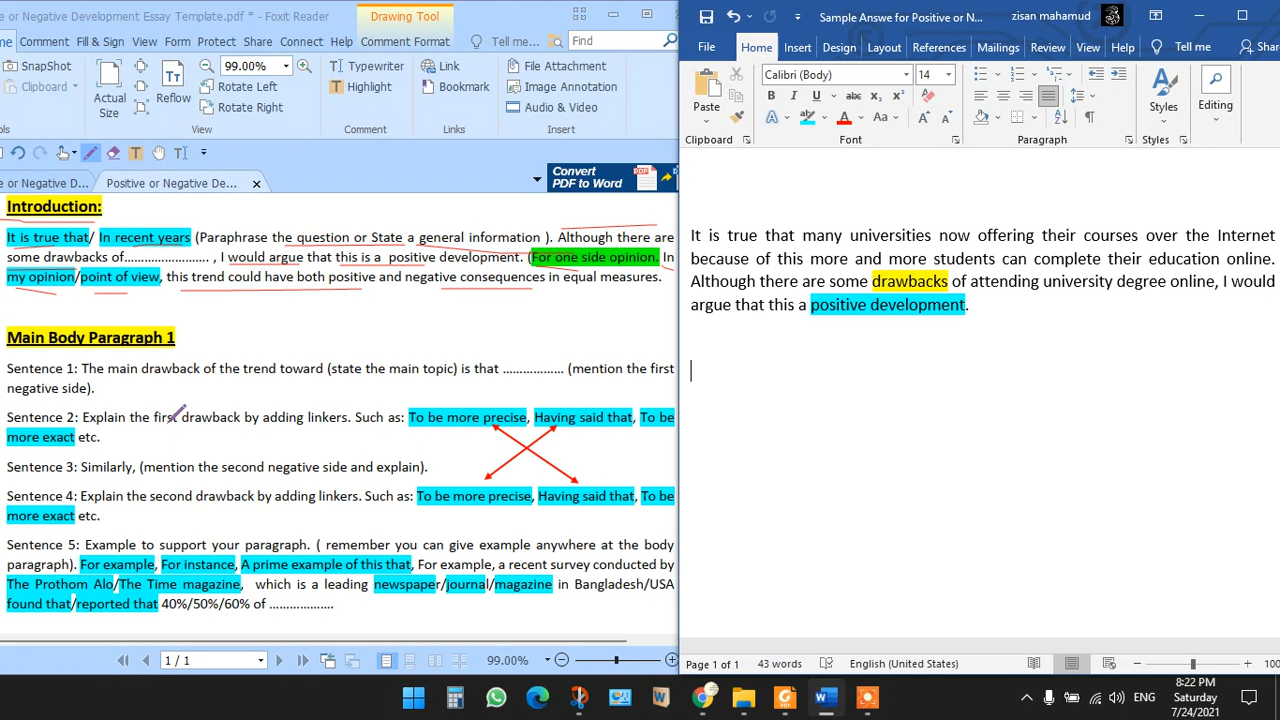 e or Negative Development Essay Template.pdf * - Foxit Reader
Drawing Tool
me Comment Fill & Sign View Form Protect Share Connect Help Comment Format Tell me... Find
SnapShot
Clipboard
Actual Size
Reflow
99.00%
Rotate Left
Rotate Right
Typewriter
Highlight
Link
Bookmark
File Attachment
Image Annotation
Audio & Video
ols View Comment Links Insert
e or Negative D...
Positive or Negative De...
Convert
PDF to Word
Introduction:
It is true that/ In recent years (Paraphrase the question or State a general information ). Although there are
some drawbacks of........................ , I would argue that this is a positive development. (For one side opinion. In
my opinion/point of view, this trend could have both positive and negative consequences in equal measures.
Main Body Paragraph 1
Sentence 1: The main drawback of the trend toward (state the main topic) is that ……………… (mention the first
negative side).
Sentence 2: Explain the first drawback by adding linkers. Such as: To be more precise, Having said that, To be
more exact etc.
Sentence 3: Similarly, (mention the second negative side and explain).
Sentence 4: Explain the second drawback by adding linkers. Such as: To be more precise, Having said that, To be
more exact etc.
Sentence 5: Example to support your paragraph. ( remember you can give example anywhere at the body
paragraph). For example, For instance, A prime example of this that, For example, a recent survey conducted by
The Prothom Alo/The Time magazine, which is a leading newspaper/journal/magazine in Bangladesh/USA
found that/reported that 40%/50%/60% of ……………….
1 / 1
99.00%
Sample Answe for Positive or N...
zisan mahamud
File Home Insert Design Layout References Mailings Review View Help Tell me Shar
Paste
Calibri (Body)
14
B I U abc x₂ x²
A A Aa A A
Styles
Editing
Clipboard Font Paragraph Styles
It is true that many universities now offering their courses over the Internet
because of this more and more students can complete their education online.
Although there are some drawbacks of attending university degree online, I would
argue that this a positive development.
Page 1 of 1 43 words English (United States) 100
ENG
8:22 PM
Saturday
7/24/2021